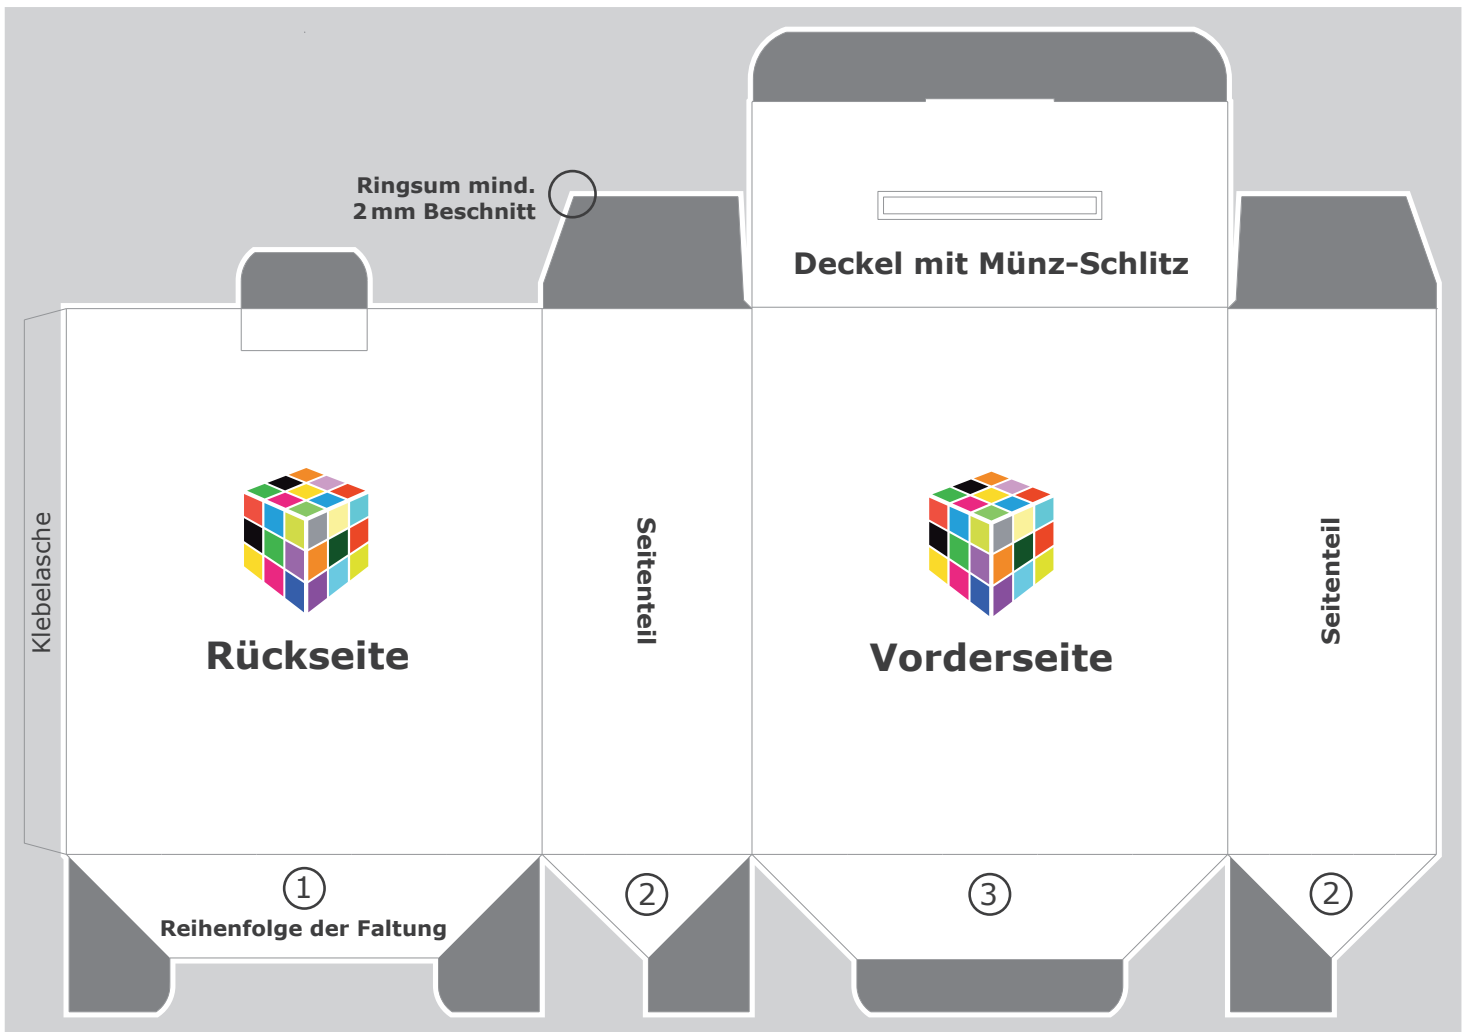 Ringsum mind.
2 mm Beschnitt
Deckel mit Münz-Schlitz
Klebelasche
Rückseite
Seitenteil
Vorderseite
Seitenteil
1
Reihenfolge der Faltung
2
3
2